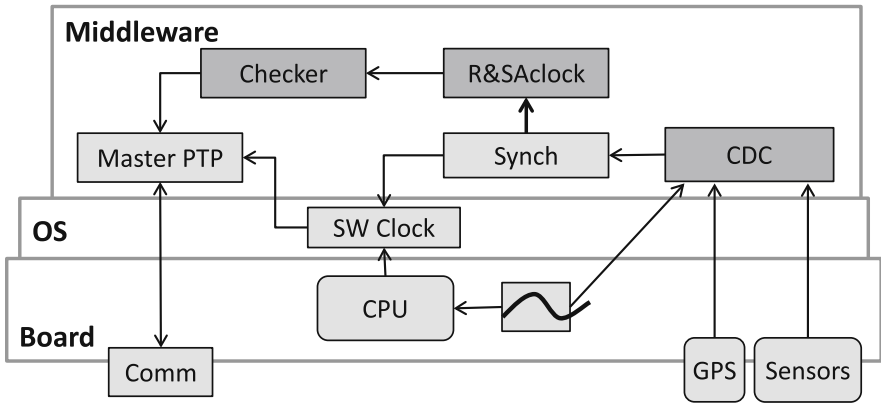 Middleware
Checker
R&SAclock
Master PTP
Synch
CDC
OS
SW Clock
CPU
Board
Comm
GPS
Sensors